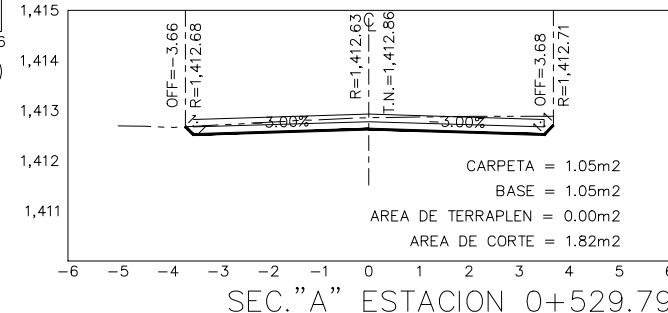 1,415
6
1,414
)
1,413
1,412
1,411
OFF=-3.66
R=1,412.68
R=1,412.63
C
L
T.N.=1,412.86
OFF=3.68
R=1,412.71
-3.00%
-3.00%
CARPETA = 1.05m2
BASE = 1.05m2
AREA DE TERRAPLEN = 0.00m2
AREA DE CORTE = 1.82m2
-6 -5 -4 -3 -2 -1 0 1 2 3 4 5 6
SEC."A" ESTACION 0+529.79